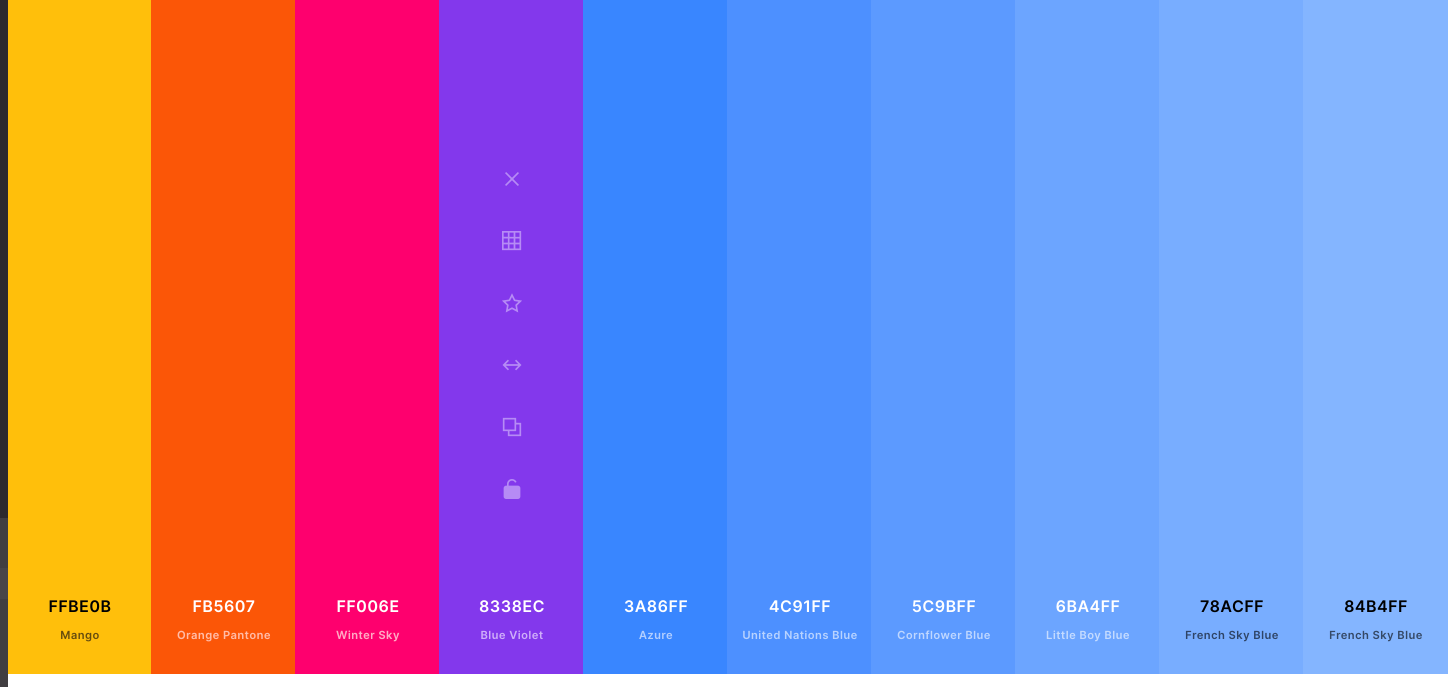 FFBE0B
Mango
FB5607
Orange Pantone
FF006E
Winter Sky
8338EC
Blue Violet
3A86FF
Azure
4C91FF
United Nations Blue
5C9BFF
Cornflower Blue
6BA4FF
Little Boy Blue
78ACFF
French Sky Blue
84B4FF
French Sky Blue